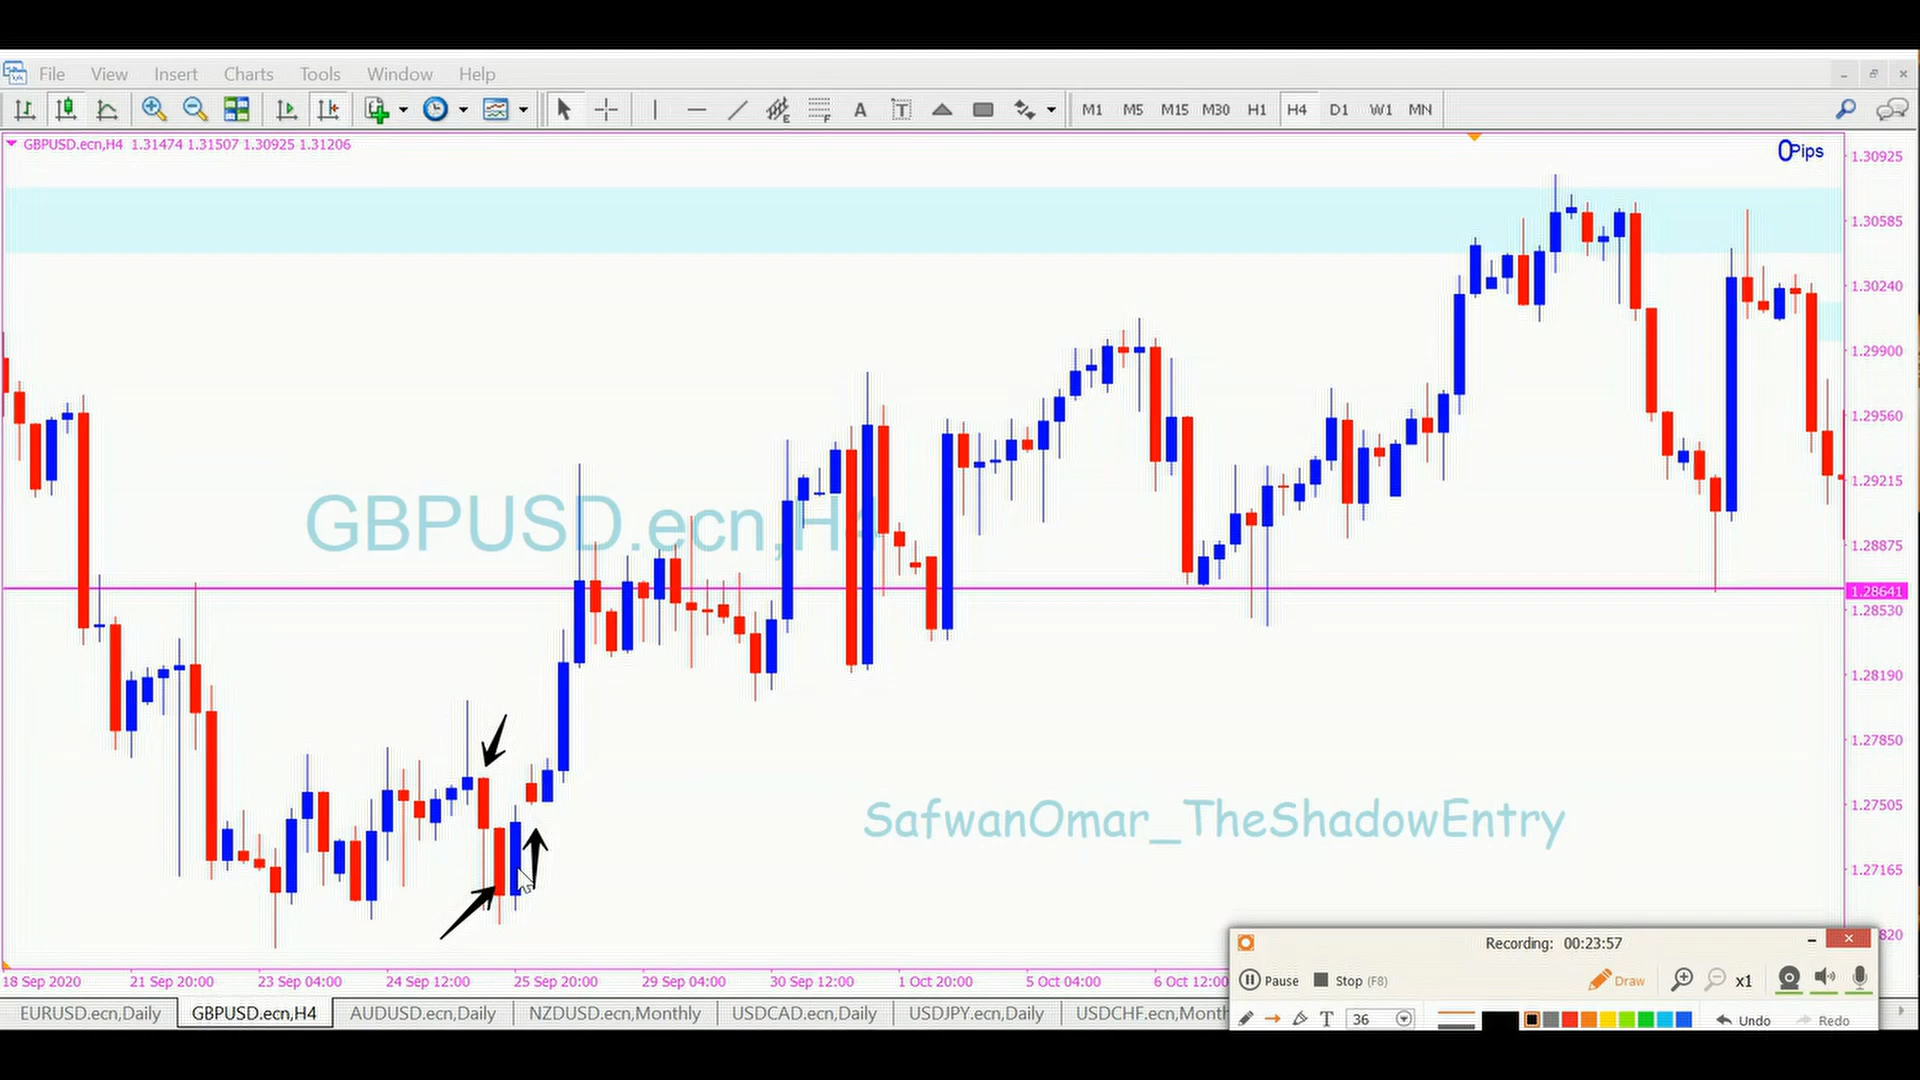 File View Insert Charts Tools Window Help
M1 M5 M15 M30 H1 H4 D1 W1 MN
GBPUSD.ecn,H4 1.31474 1.31507 1.30925 1.31206
0 Pips
1.30925
1.30585
1.30240
1.29900
1.29560
1.29215
1.28875
1.28641
1.28530
1.28190
1.27850
1.27505
1.27165
820
GBPUSD.ecn,H4
SafwanOmar_TheShadowEntry
18 Sep 2020 21 Sep 20:00 23 Sep 04:00 24 Sep 12:00 25 Sep 20:00 29 Sep 04:00 30 Sep 12:00 1 Oct 20:00 5 Oct 04:00 6 Oct 12:00
EURUSD.ecn,Daily GBPUSD.ecn,H4 AUDUSD.ecn,Daily NZDUSD.ecn,Monthly USDCAD.ecn,Daily USDJPY.ecn,Daily USDCHF.ecn,Month
Recording: 00:23:57
Pause Stop (F8) Draw x1
T 36 Undo Redo